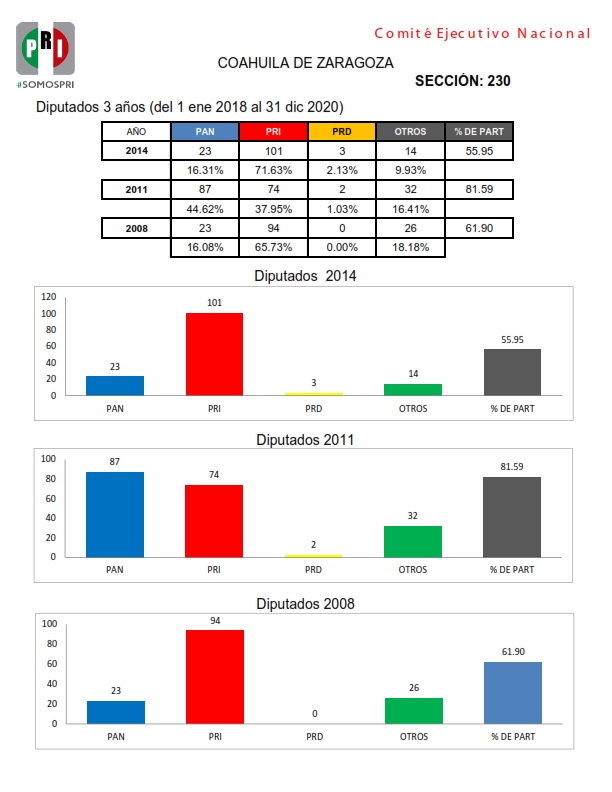 Comité Ejecutivo Nacional
PRI
#SOMOSPRI
COAHUILA DE ZARAGOZA
SECCIÓN: 230
Diputados 3 años (del 1 ene 2018 al 31 dic 2020)
AÑO PAN PRI PRD OTROS % DE PART
2014 23 101 3 14 55.95
16.31% 71.63% 2.13% 9.93%
2011 87 74 2 32 81.59
44.62% 37.95% 1.03% 16.41%
2008 23 94 0 26 61.90
16.08% 65.73% 0.00% 18.18%
Diputados 2014
120
100
80
60
40
20
0
23 101 3 14 55.95
PAN PRI PRD OTROS % DE PART
Diputados 2011
100
80
60
40
20
0
87 74 2 32 81.59
PAN PRI PRD OTROS % DE PART
Diputados 2008
100
80
60
40
20
0
23 94 0 26 61.90
PAN PRI PRD OTROS % DE PART